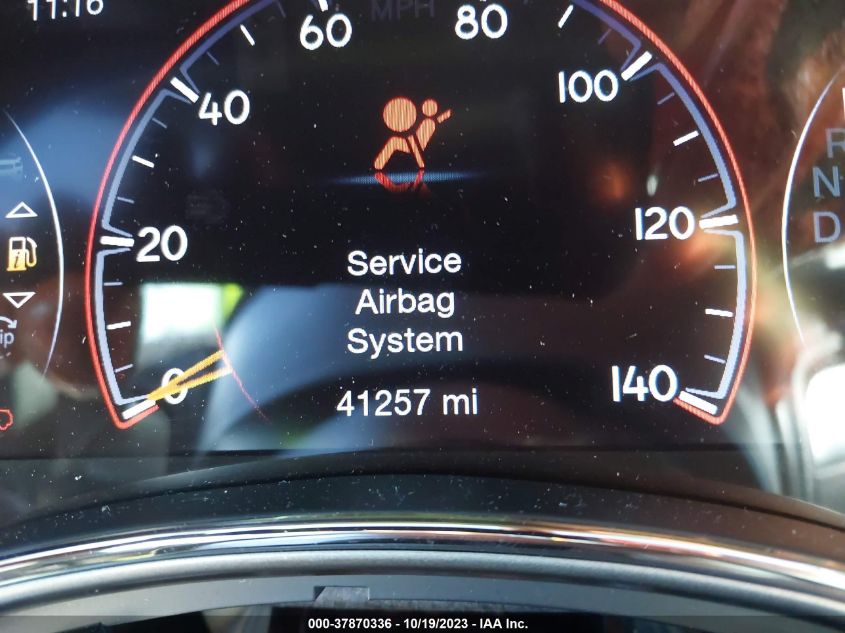 11:16
MPH
60
80
40
100
R
N
D
20
120
Service
Airbag
System
0
140
41257 mi
000-37870336 - 10/19/2023 - IAA Inc.